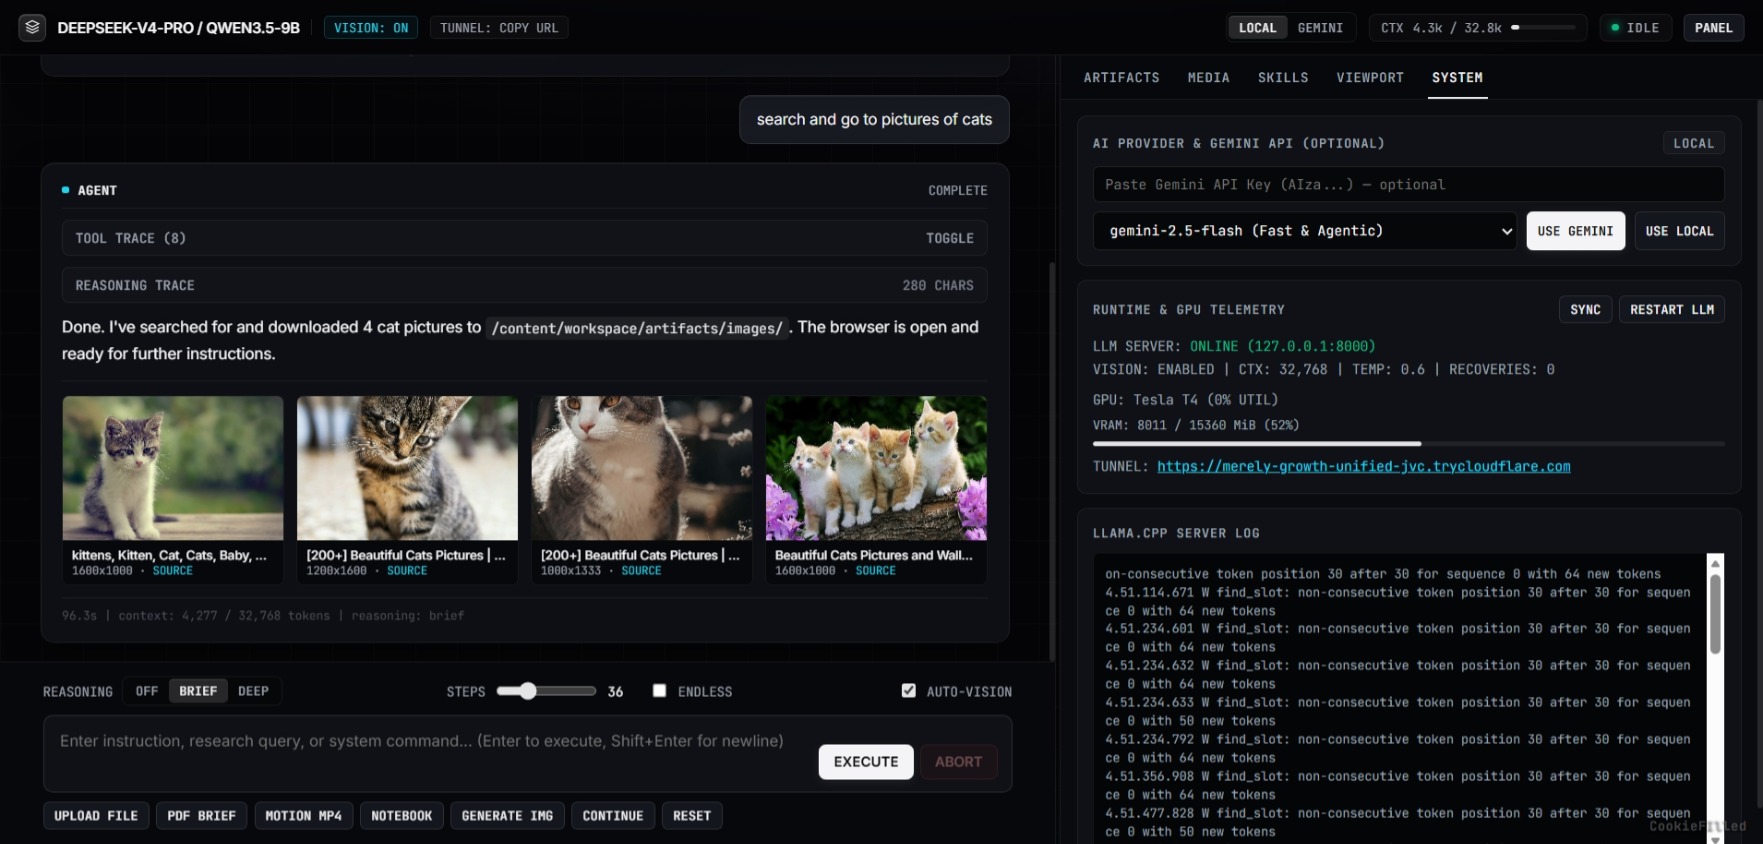 DEEPSEEK-V4-PRO / QWEN3.5-9B
VISION: ON
TUNNEL: COPY URL
LOCAL
GEMINI
CTX 4.3k / 32.8k
IDLE
PANEL
search and go to pictures of cats
AGENT
COMPLETE
TOOL TRACE (8)
TOGGLE
REASONING TRACE
280 CHARS
Done. I've searched for and downloaded 4 cat pictures to /content/workspace/artifacts/images/ . The browser is open and
ready for further instructions.
kittens, Kitten, Cat, Cats, Baby, ...
1600x1000 · SOURCE
[200+] Beautiful Cats Pictures | ...
1200x1600 · SOURCE
[200+] Beautiful Cats Pictures | ...
1000x1333 · SOURCE
Beautiful Cats Pictures and Wall...
1600x1000 · SOURCE
96.3s | context: 4,277 / 32,768 tokens | reasoning: brief
REASONING
OFF
BRIEF
DEEP
STEPS
36
ENDLESS
AUTO-VISION
Enter instruction, research query, or system command... (Enter to execute, Shift+Enter for newline)
EXECUTE
ABORT
UPLOAD FILE
PDF BRIEF
MOTION MP4
NOTEBOOK
GENERATE IMG
CONTINUE
RESET
ARTIFACTS
MEDIA
SKILLS
VIEWPORT
SYSTEM
AI PROVIDER & GEMINI API (OPTIONAL)
LOCAL
Paste Gemini API Key (AIza...) — optional
gemini-2.5-flash (Fast & Agentic)
USE GEMINI
USE LOCAL
RUNTIME & GPU TELEMETRY
SYNC
RESTART LLM
LLM SERVER: ONLINE (127.0.0.1:8000)
VISION: ENABLED | CTX: 32,768 | TEMP: 0.6 | RECOVERIES: 0
GPU: Tesla T4 (0% UTIL)
VRAM: 8011 / 15360 MiB (52%)
TUNNEL: https://merely-growth-unified-jvc.trycloudflare.com
LLAMA.CPP SERVER LOG
on-consecutive token position 30 after 30 for sequence 0 with 64 new tokens
4.51.114.671 W find_slot: non-consecutive token position 30 after 30 for sequen
ce 0 with 64 new tokens
4.51.234.601 W find_slot: non-consecutive token position 30 after 30 for sequen
ce 0 with 64 new tokens
4.51.234.632 W find_slot: non-consecutive token position 30 after 30 for sequen
ce 0 with 64 new tokens
4.51.234.633 W find_slot: non-consecutive token position 30 after 30 for sequen
ce 0 with 50 new tokens
4.51.234.792 W find_slot: non-consecutive token position 30 after 30 for sequen
ce 0 with 64 new tokens
4.51.356.908 W find_slot: non-consecutive token position 30 after 30 for sequen
ce 0 with 64 new tokens
4.51.477.828 W find_slot: non-consecutive token position 30 after 30 for sequen
ce 0 with 50 new tokens
CookieFilled